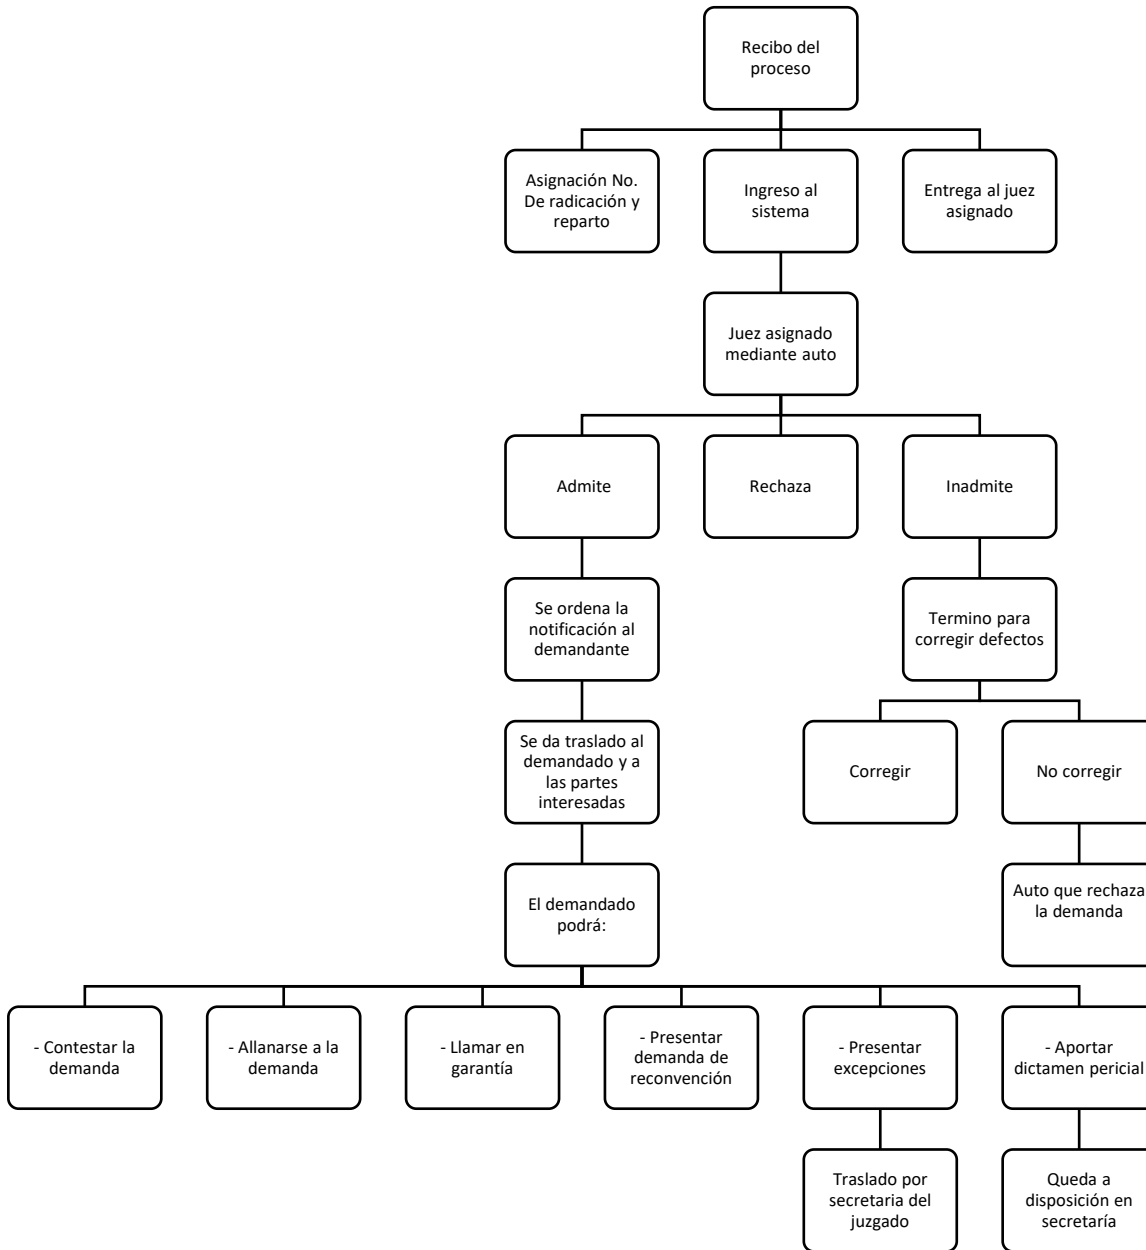 Recibo del
proceso
Asignación No.
De radicación y
reparto
Ingreso al
sistema
Entrega al juez
asignado
Juez asignado
mediante auto
Admite
Rechaza
Inadmite
Se ordena la
notificación al
demandante
Termino para
corregir defectos
Se da traslado al
demandado y a
las partes
interesadas
Corregir
No corregir
El demandado
podrá:
Auto que rechaza
la demanda
- Contestar la
demanda
- Allanarse a la
demanda
- Llamar en
garantía
- Presentar
demanda de
reconvención
- Presentar
excepciones
- Aportar
dictamen pericial
Traslado por
secretaria del
juzgado
Queda a
disposición en
secretaría